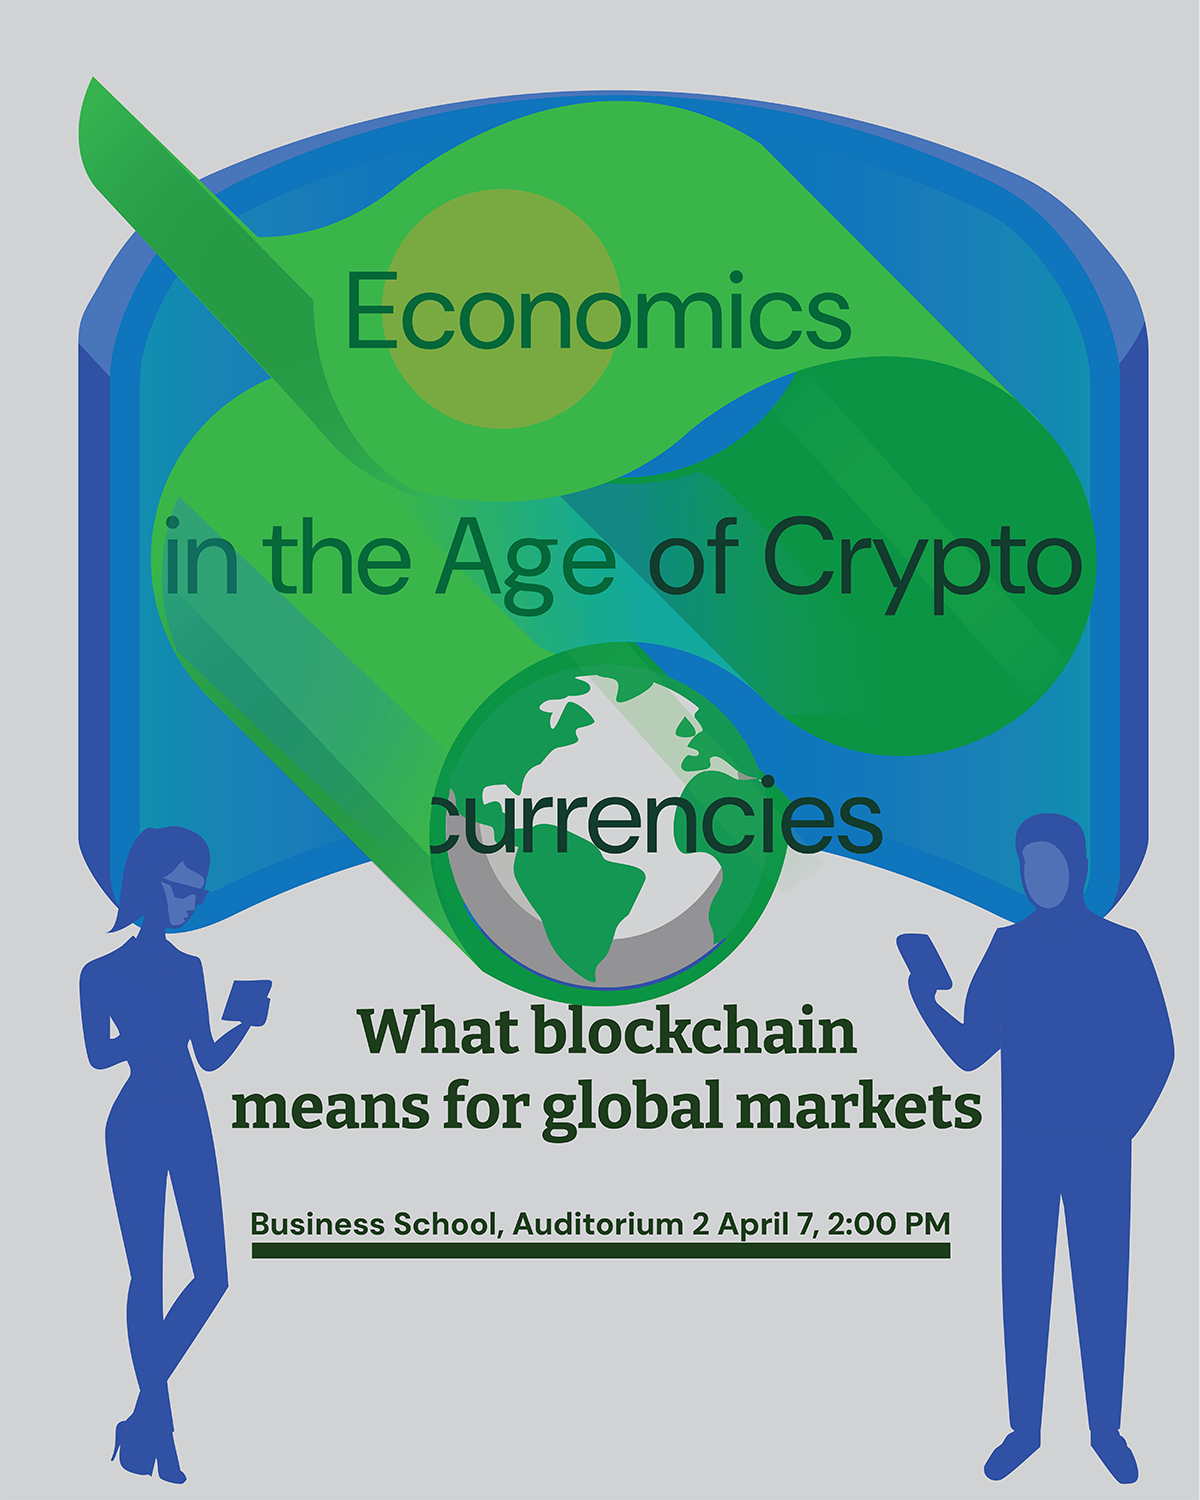 Economics
in the Age of Crypto
currencies
What blockchain
means for global markets
Business School, Auditorium 2 April 7, 2:00 PM